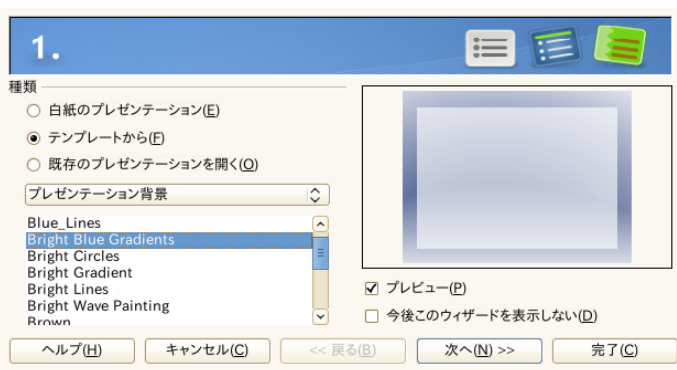 1.
種類
白紙のプレゼンテーション(E)
テンプレートから(F)
既存のプレゼンテーションを開く(O)
プレゼンテーション背景
Blue_Lines
Bright Blue Gradients
Bright Circles
Bright Gradient
Bright Lines
Bright Wave Painting
Brown
プレビュー(P)
今後このウィザードを表示しない(D)
ヘルプ(H)
キャンセル(C)
<< 戻る(B)
次へ(N) >>
完了(C)